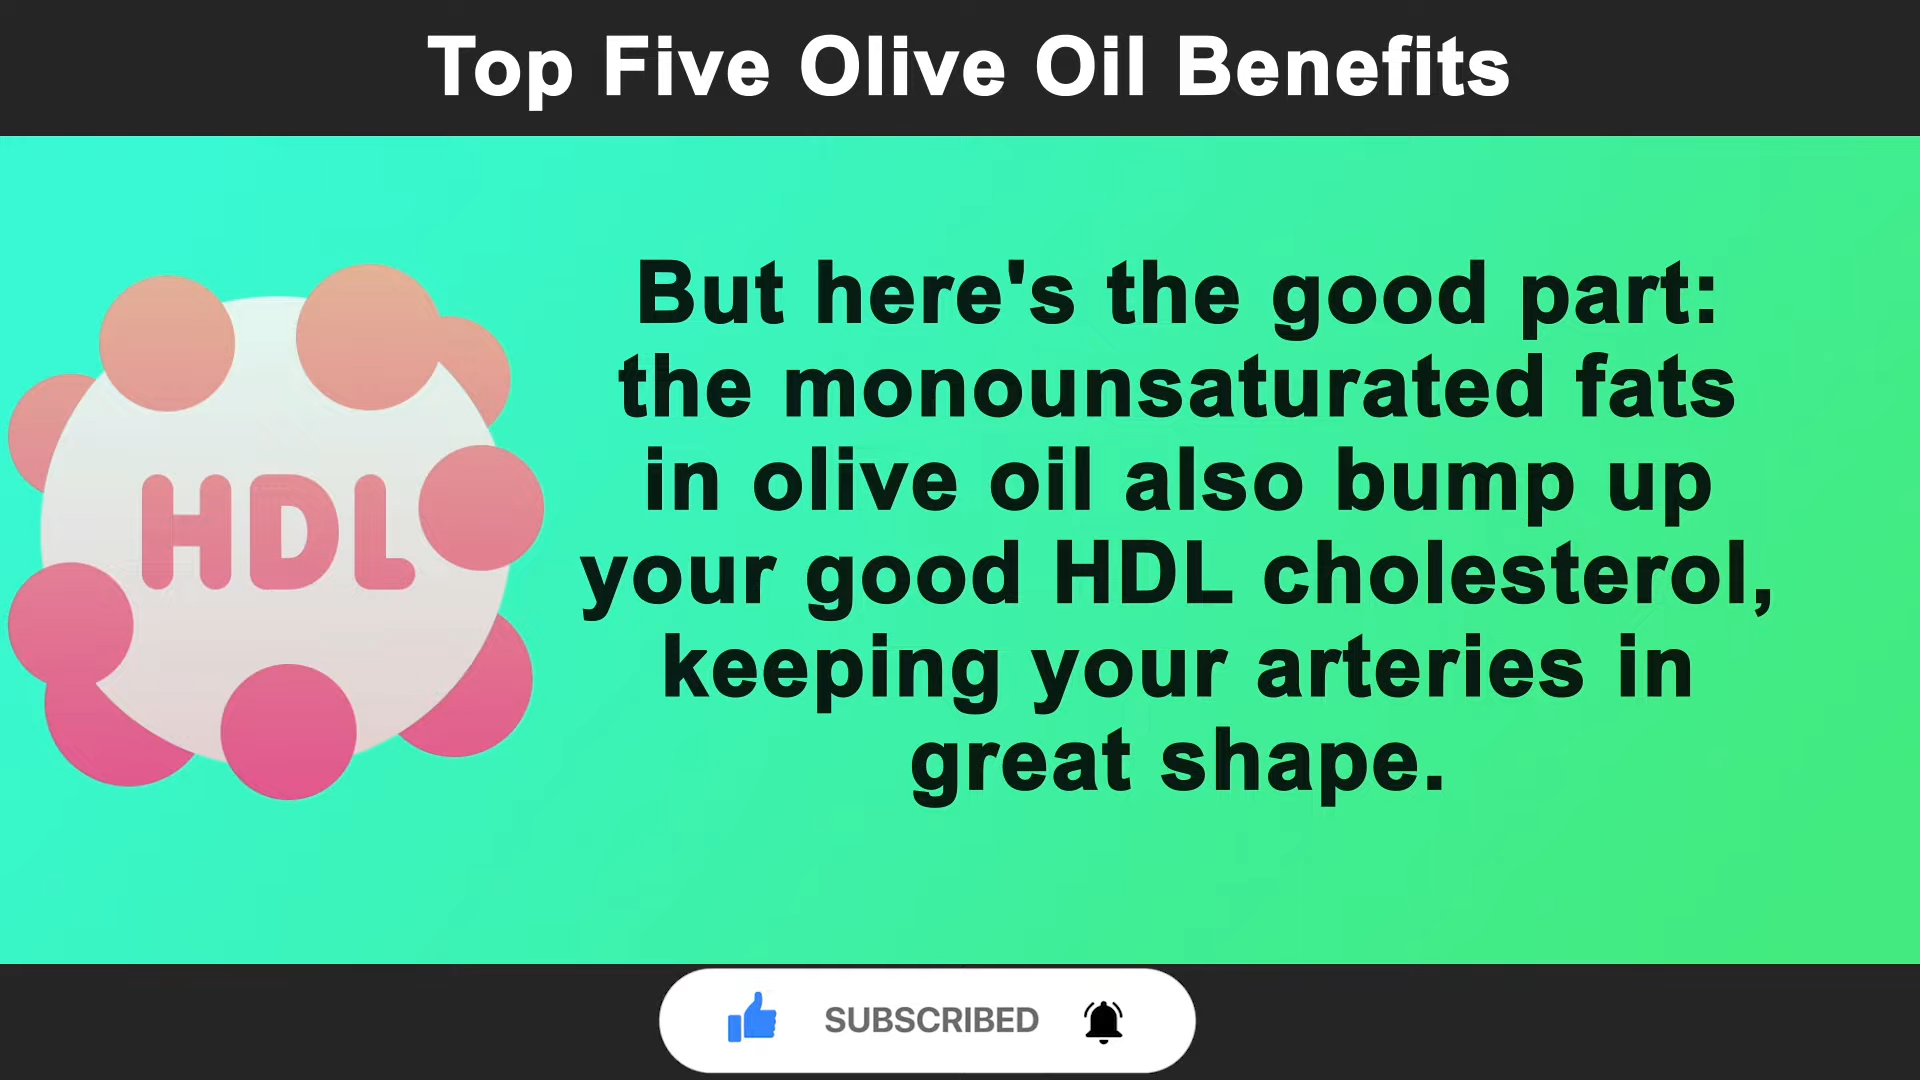 Top Five Olive Oil Benefits
HDL
But here's the good part:
the monounsaturated fats
in olive oil also bump up
your good HDL cholesterol,
keeping your arteries in
great shape.
SUBSCRIBED